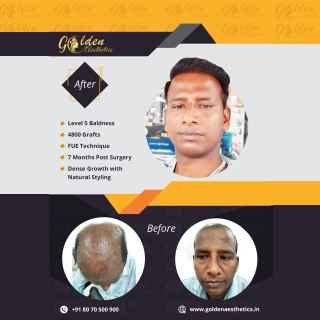 Golden
Aesthetics
After
Level 5 Baldness
4800 Grafts
FUE Technique
7 Months Post Surgery
Dense Growth with
Natural Styling
Before
+91 80 70 500 900
www.goldenaesthetics.in